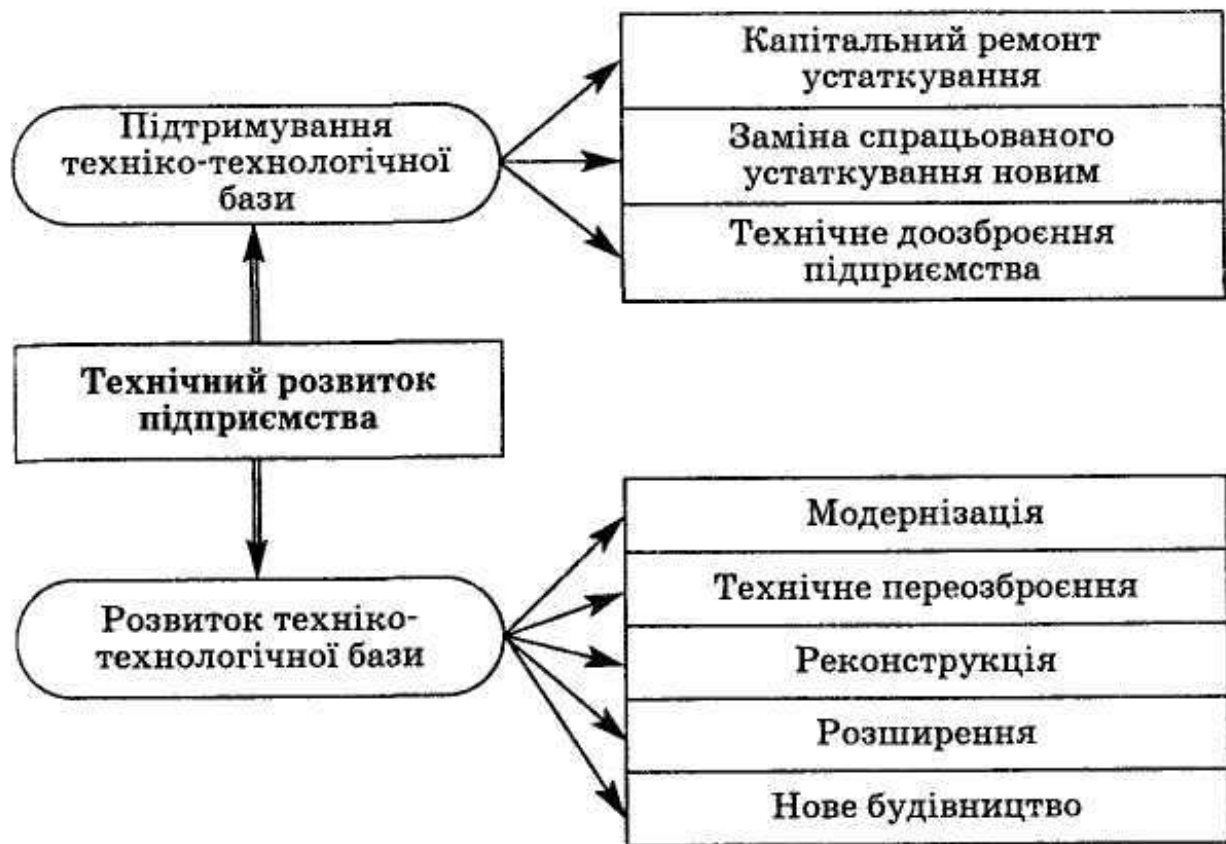 Підтримування
техніко-технологічної
бази
Капітальний ремонт
устаткування
Заміна спрацьованого
устаткування новим
Технічне доозброєння
підприємства
Технічний розвиток
підприємства
Розвиток техніко-
технологічної бази
Модернізація
Технічне переозброєння
Реконструкція
Розширення
Нове будівництво